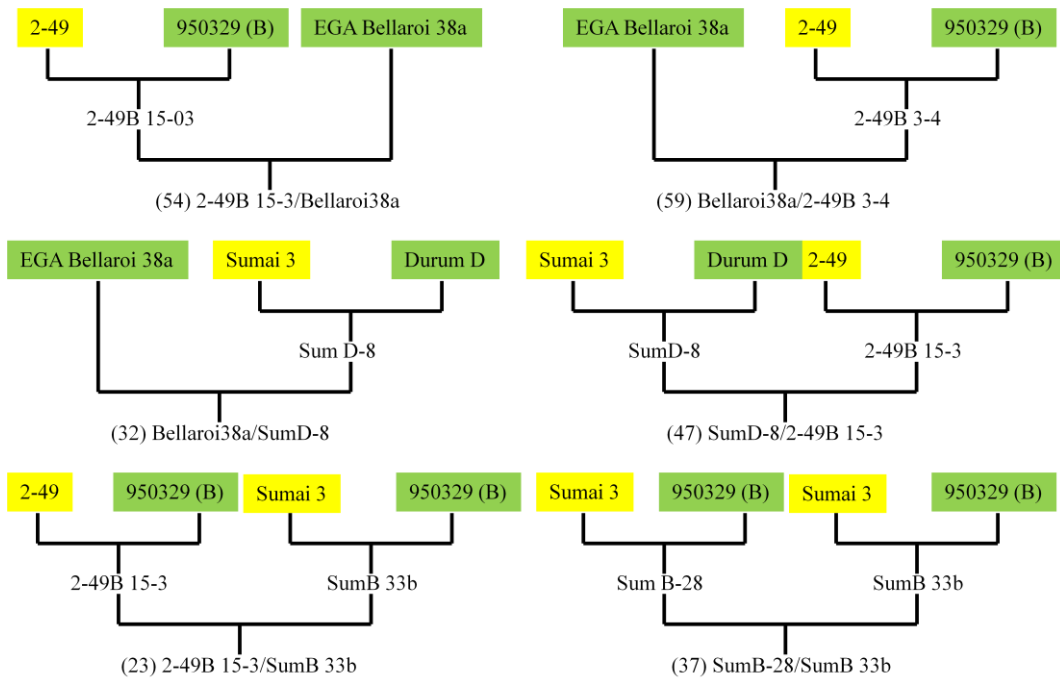 2-49
950329 (B)
EGA Bellaroi 38a
2-49B 15-03
(54) 2-49B 15-3/Bellaroi38a
EGA Bellaroi 38a
2-49
950329 (B)
2-49B 3-4
(59) Bellaroi38a/2-49B 3-4
EGA Bellaroi 38a
Sumai 3
Durum D
Sum D-8
(32) Bellaroi38a/SumD-8
Sumai 3
Durum D
2-49
950329 (B)
SumD-8
2-49B 15-3
(47) SumD-8/2-49B 15-3
2-49
950329 (B)
Sumai 3
950329 (B)
2-49B 15-3
SumB 33b
(23) 2-49B 15-3/SumB 33b
Sumai 3
950329 (B)
Sumai 3
950329 (B)
Sum B-28
SumB 33b
(37) SumB-28/SumB 33b